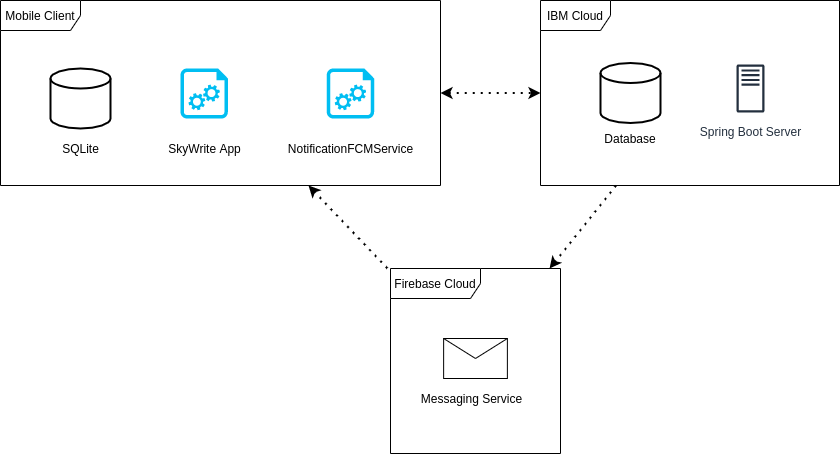 Mobile Client
SQLite
SkyWrite App
NotificationFCMService
IBM Cloud
Database
Spring Boot Server
Firebase Cloud
Messaging Service